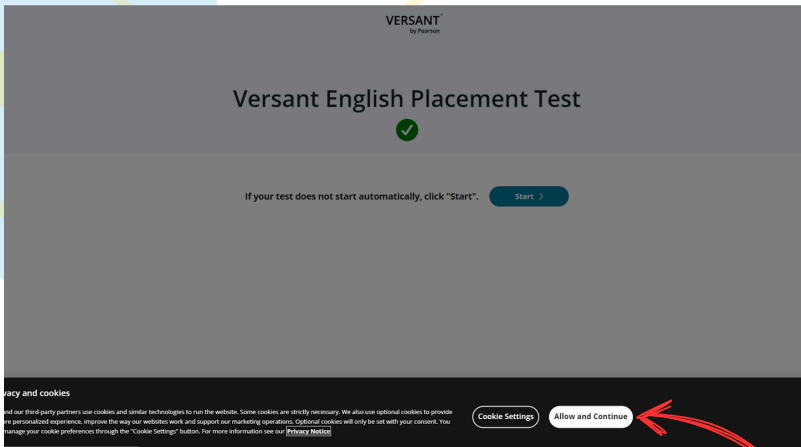 VERSANT
by Pearson
Versant English Placement Test
If your test does not start automatically, click "Start".
Start >
vacy and cookies
and our third-party partners use cookies and similar technologies to run the website. Some cookies are strictly necessary. We also use optional cookies to provide
ore personalized experience, improve the way our websites work and support our marketing operations. Optional cookies will only be set with your consent. You
manage your cookie preferences through the "Cookie Settings" button. For more information see our Privacy Notice
Cookie Settings
Allow and Continue